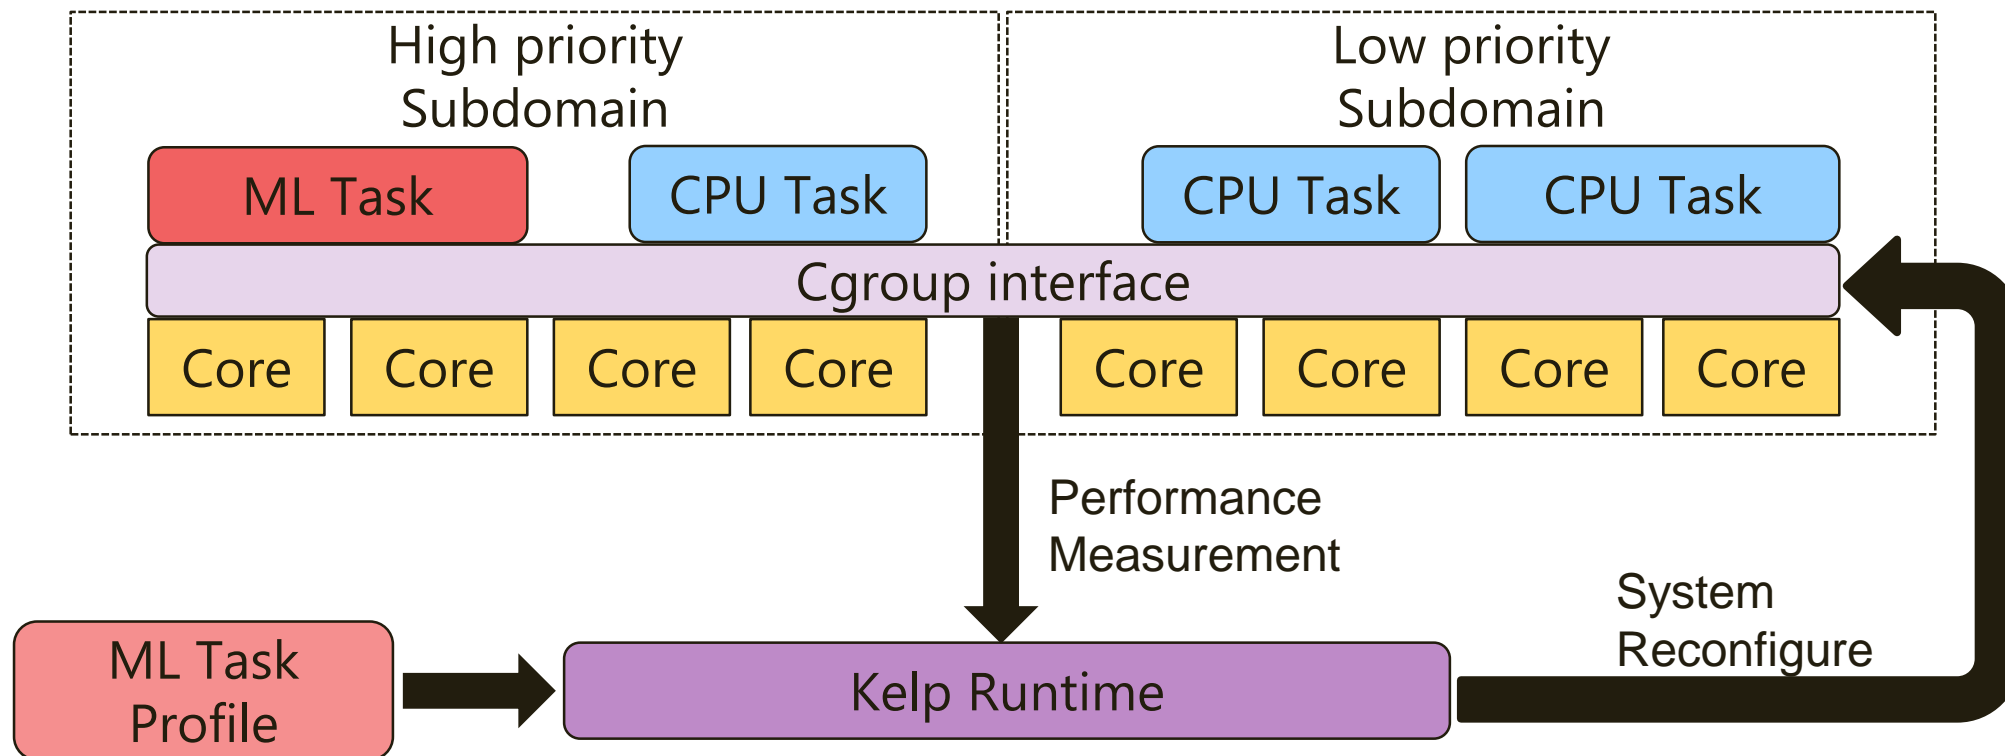 High priority
Subdomain
Low priority
Subdomain
ML Task
CPU Task
CPU Task
CPU Task
Cgroup interface
Core
Core
Core
Core
Core
Core
Core
Core
Performance
Measurement
System
Reconfigure
ML Task
Profile
Kelp Runtime